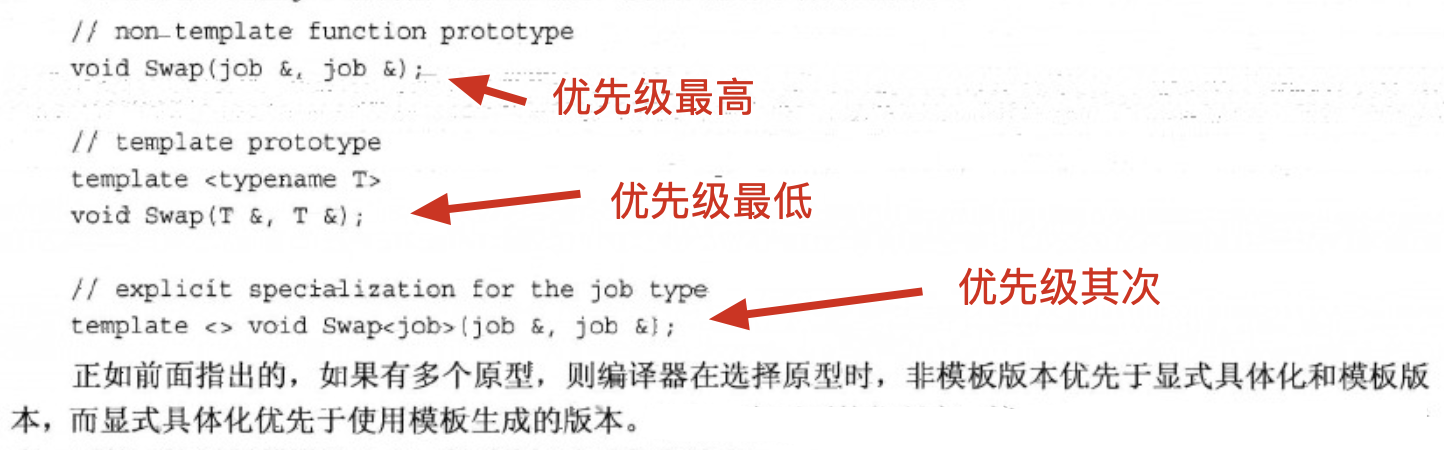 // non-template function prototype
void Swap(job &, job &);
优先级最高
// template prototype
template <typename T>
优先级最低
void Swap(T &, T &);
// explicit specialization for the job type
优先级其次
template <> void Swap<job>(job &, job &);
正如前面指出的，如果有多个原型，则编译器在选择原型时，非模板版本优先于显式具体化和模板版
本，而显式具体化优先于使用模板生成的版本。